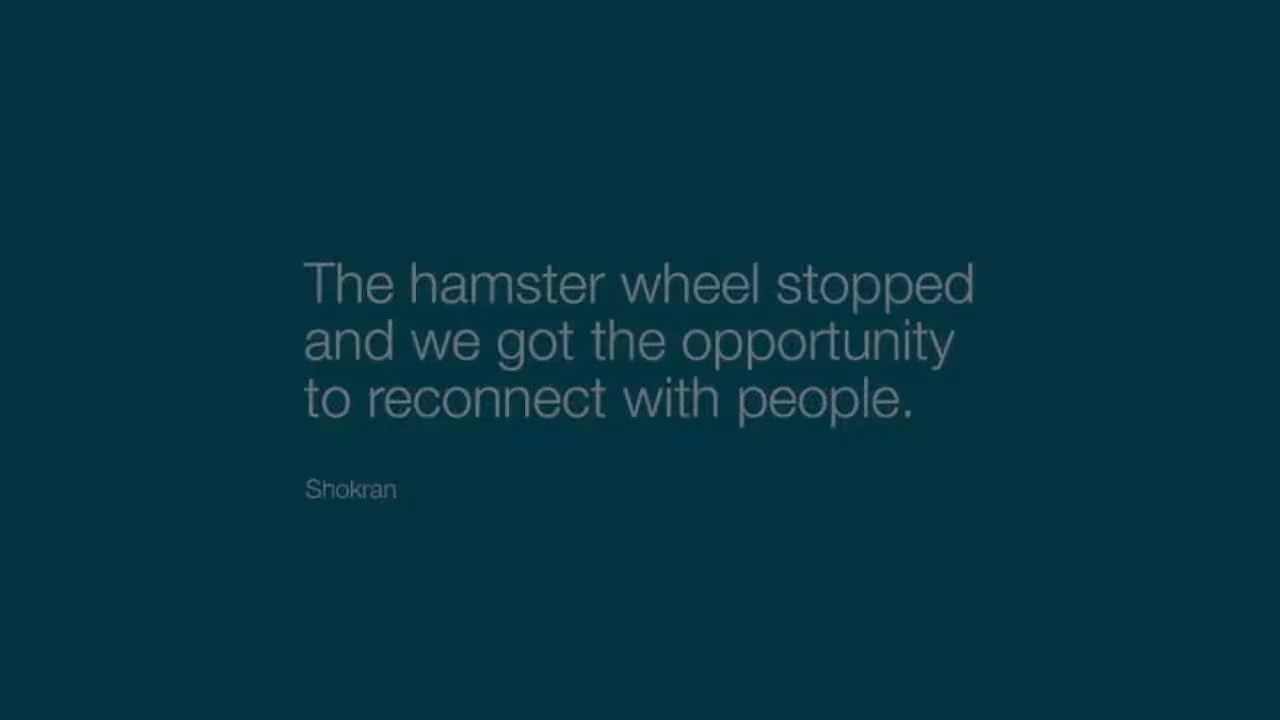 The hamster wheel stopped
and we got the opportunity
to reconnect with people.
Shokran